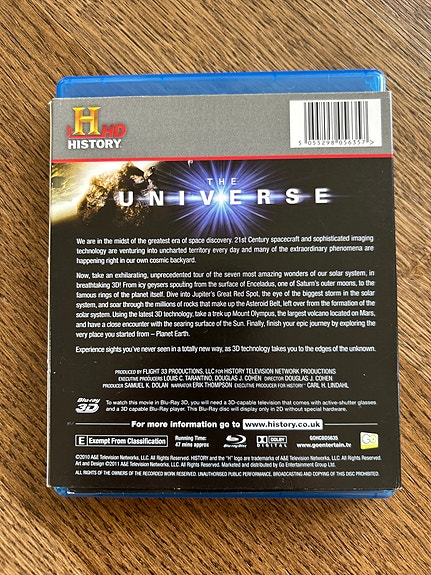 H HD
HISTORY
5 055298 056357 >
THE
UNIVERSE
We are in the midst of the greatest era of space discovery. 21st Century spacecraft and sophisticated imaging
technology are venturing into uncharted territory every day and many of the extraordinary phenomena are
happening right in our own cosmic backyard.
Now, take an exhilarating, unprecedented tour of the seven most amazing wonders of our solar system, in
breathtaking 3D! From icy geysers spouting from the surface of Enceladus, one of Saturn's outer moons, to the
famous rings of the planet itself. Dive into Jupiter's Great Red Spot, the eye of the biggest storm in the solar
system, and soar through the millions of rocks that make up the Asteroid Belt, left over from the formation of the
solar system. Using the latest 3D technology, take a trek up Mount Olympus, the largest volcano located on Mars,
and have a close encounter with the searing surface of the Sun. Finally, finish your epic journey by exploring the
very place you started from – Planet Earth.
Experience sights you've never seen in a totally new way, as 3D technology takes you to the edges of the unknown.
PRODUCED BY FLIGHT 33 PRODUCTIONS, LLC FOR HISTORY TELEVISION NETWORK PRODUCTIONS
EXECUTIVE PRODUCERS LOUIS C. TARANTINO, DOUGLAS J. COHEN DIRECTOR DOUGLAS J. COHEN
PRODUCER SAMUEL K. DOLAN NARRATOR ERIK THOMPSON EXECUTIVE PRODUCER FOR HISTORY™ CARL H. LINDAHL
Blu-ray 3D
To watch this movie in Blu-Ray 3D, you will need a 3D-capable television that comes with active-shutter glasses
and a 3D capable Blu-Ray player. This Blu-Ray Disc will display only in 2D without special hardware.
For more information go to www.history.co.uk
E Exempt From Classification
Running Time:
47 mins approx
Blu-ray Disc
DOLBY
DIGITAL
GOHCBD5635
www.goentertain.tv
Go
©2010 A&E Television Networks, LLC. All Rights Reserved. HISTORY and the "H" logo are trademarks of A&E Television Networks, LLC. All Rights Reserved.
Art and Design ©2011 A&E Television Networks, LLC. All Rights Reserved. Marketed and distributed by Go Entertainment Group Ltd.
ALL RIGHTS OF THE OWNERS OF THE RECORDED WORK RESERVED. UNAUTHORISED PUBLIC PERFORMANCE, BROADCASTING AND COPYING OF THIS DISC PROHIBITED.